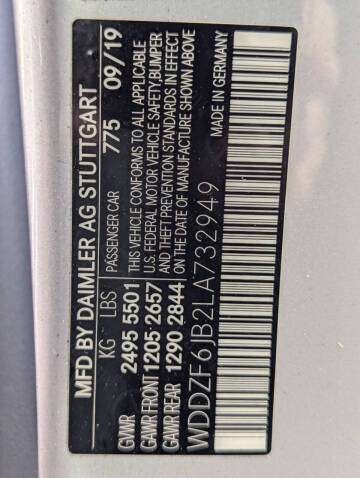 MFD BY DAIMLER AG STUTTGART
KG LBS PASSENGER CAR 775 09/19
GVWR 2495 5501 THIS VEHICLE CONFORMS TO ALL APPLICABLE
GAWR FRONT 1205 2657 U.S. FEDERAL MOTOR VEHICLE SAFETY,BUMPER
GAWR REAR 1290 2844 AND THEFT PREVENTION STANDARDS IN EFFECT
ON THE DATE OF MANUFACTURE SHOWN ABOVE
WDDZF6JB2LA732949
MADE IN GERMANY